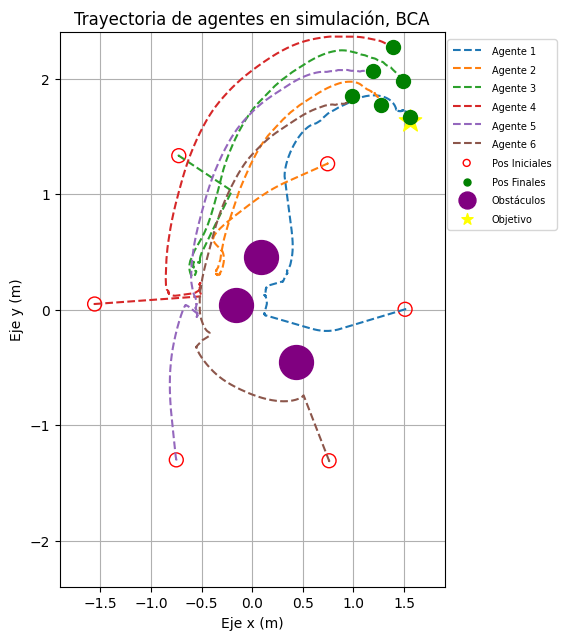 Trayectoria de agentes en simulación, BCA
Agente 1
Agente 2
Agente 3
Agente 4
Agente 5
Agente 6
Pos Iniciales
Pos Finales
Obstáculos
Objetivo
Eje y (m)
2
1
0
−1
−2
−1.5 −1.0 −0.5 0.0 0.5 1.0 1.5
Eje x (m)